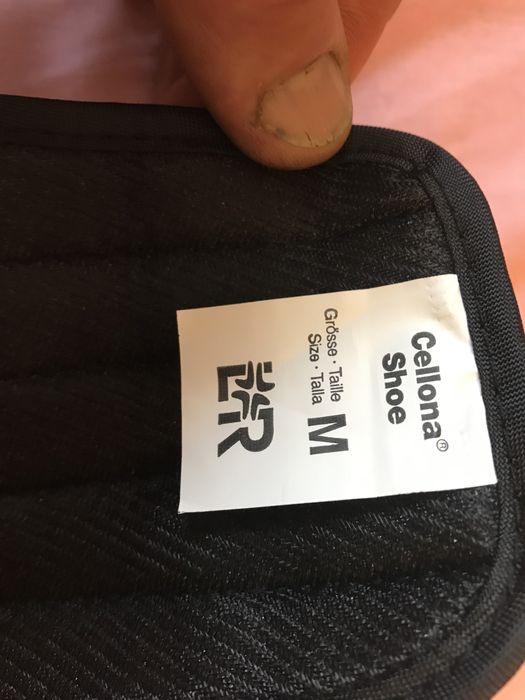 Cellona®
Shoe
Grösse · Taille
Size · Talla
M
L&R